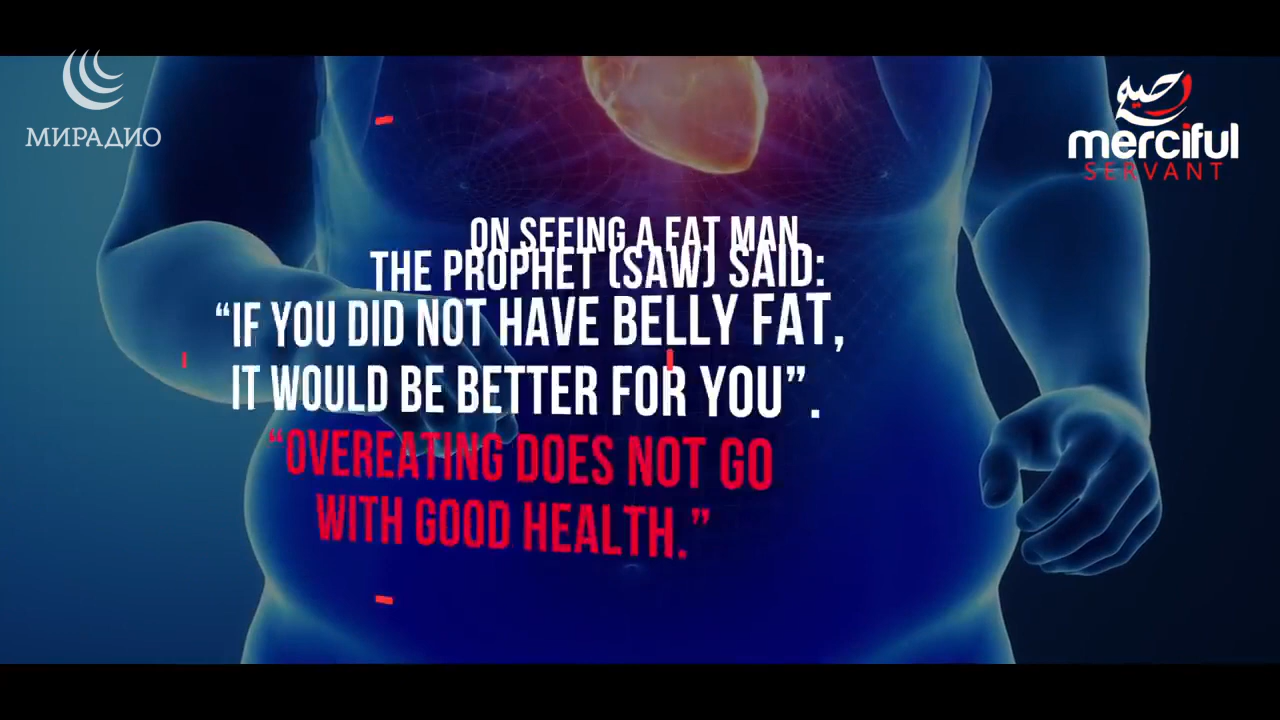 МИРАДИО
merciful
SERVANT
ON SEEING A FAT MAN
THE PROPHET (SAW) SAID:
“IF YOU DID NOT HAVE BELLY FAT,
IT WOULD BE BETTER FOR YOU”.
“OVEREATING DOES NOT GO
WITH GOOD HEALTH.”